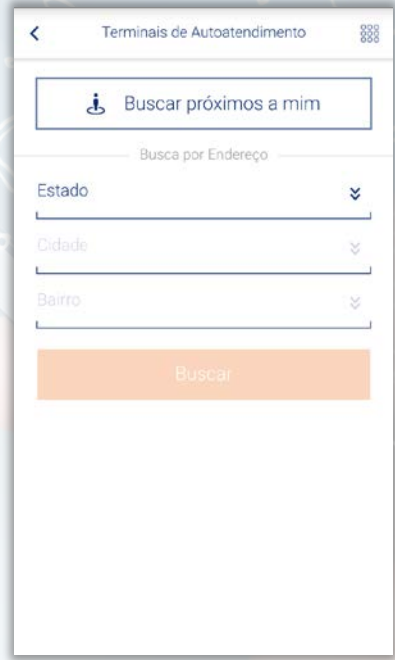 Terminais de Autoatendimento
Buscar próximos a mim
Busca por Endereço
Estado
Cidade
Bairro
Buscar